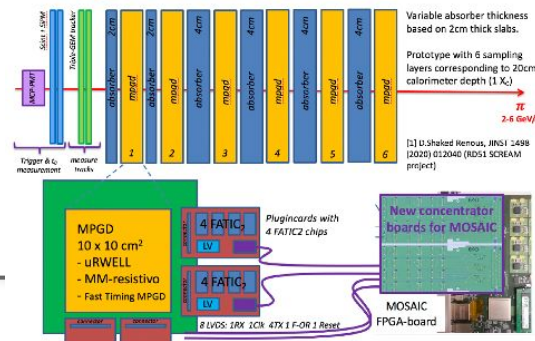 Scint + SiPM
Triple-GEM tracker
2cm
2cm
4cm
4cm
4cm
4cm
MCP-PMT
absorber
mpgd
absorber
mpgd
absorber
mpgd
absorber
mpgd
absorber
mpgd
absorber
mpgd
1
2
3
4
5
6
Variable absorber thickness
based on 2cm thick slabs.
Prototype with 6 sampling
layers corresponding to 20cm
calorimeter depth (1
π
2-6 GeV/
Trigger & t0
measurement
measure
tracks
[1] D.Shaked Renous, JINST 1498
(2020) 012040 (RD51 SCREAM
project)
MPGD
10 x 10 cm²
- uRWELL
- MM-resistivo
- Fast Timing MPGD
connector
4 FATIC2
LV
connector
4 FATIC2
LV
connector
connector
Plugincards with
4 FATIC2 chips
8 LVDS: 1RX 1Clk 4TX 1 F-OR 1 Reset
New concentrator
boards for MOSAIC
MOSAIC
FPGA-board